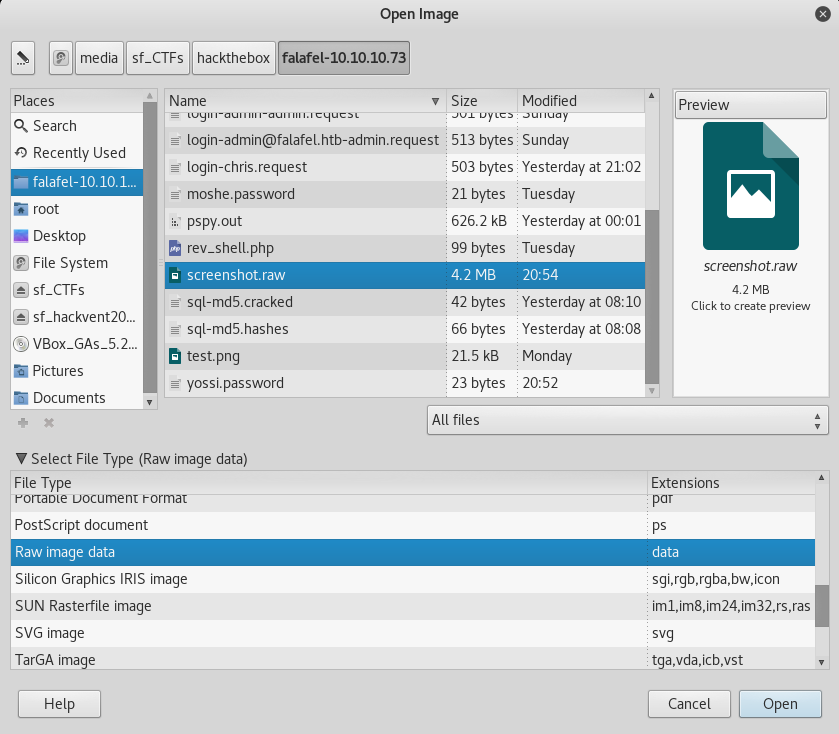 Open Image
media sf_CTFs hackthebox falafel-10.10.10.73
Places
Search
Recently Used
falafel-10.10.1...
root
Desktop
File System
sf_CTFs
sf_hackvent20...
VBox_GAs_5.2...
Pictures
Documents
Name Size Modified
login-admin-admin.request 501 bytes Sunday
login-admin@falafel.htb-admin.request 513 bytes Sunday
login-chris.request 503 bytes Yesterday at 21:02
moshe.password 21 bytes Tuesday
pspy.out 626.2 kB Yesterday at 00:01
rev_shell.php 99 bytes Tuesday
screenshot.raw 4.2 MB 20:54
sql-md5.cracked 42 bytes Yesterday at 08:10
sql-md5.hashes 66 bytes Yesterday at 08:08
test.png 21.5 kB Monday
yossi.password 23 bytes 20:52
Preview
screenshot.raw
4.2 MB
Click to create preview
All files
Select File Type (Raw image data)
File Type Extensions
Portable Document Format pdf
PostScript document ps
Raw image data data
Silicon Graphics IRIS image sgi,rgb,rgba,bw,icon
SUN Rasterfile image im1,im8,im24,im32,rs,ras
SVG image svg
TarGA image tga,vda,icb,vst
Help Cancel Open